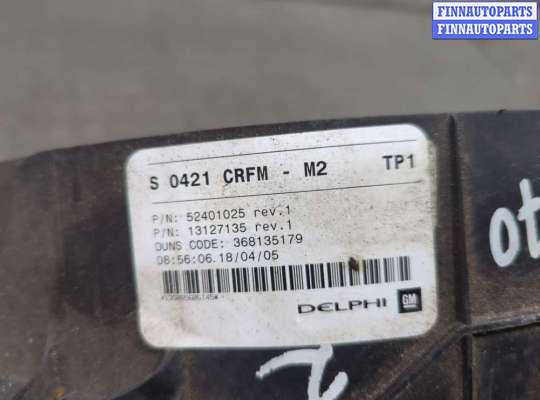 FINNAUTOPARTS
FINNAUTOPARTS
S 0421 CRFM - M2 TP1
P/N: 52401025 rev.1
P/N: 13127135 rev.1
DUNS CODE: 368135179
08:56:06.18/04/05
DELPHI GM
2